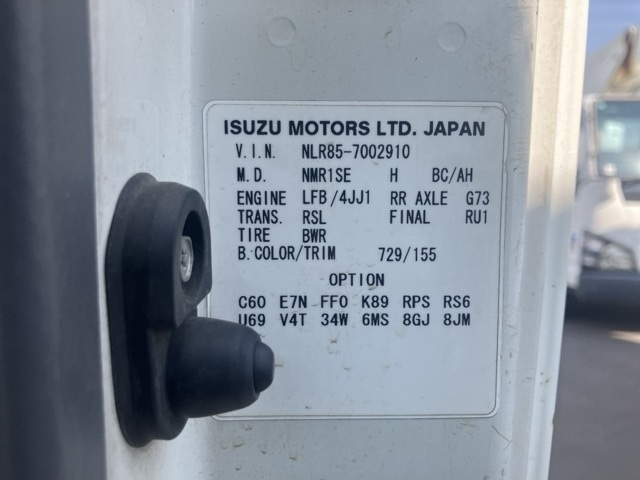 ISUZU MOTORS LTD. JAPAN
V.I.N. NLR85-7002910
M.D. NMR1SE H BC/AH
ENGINE LFB/4JJ1 RR AXLE G73
TRANS. RSL FINAL RU1
TIRE BWR
B.COLOR/TRIM 729/155
OPTION
C60 E7N FF0 K89 RPS RS6
U69 V4T 34W 6MS 8GJ 8JM